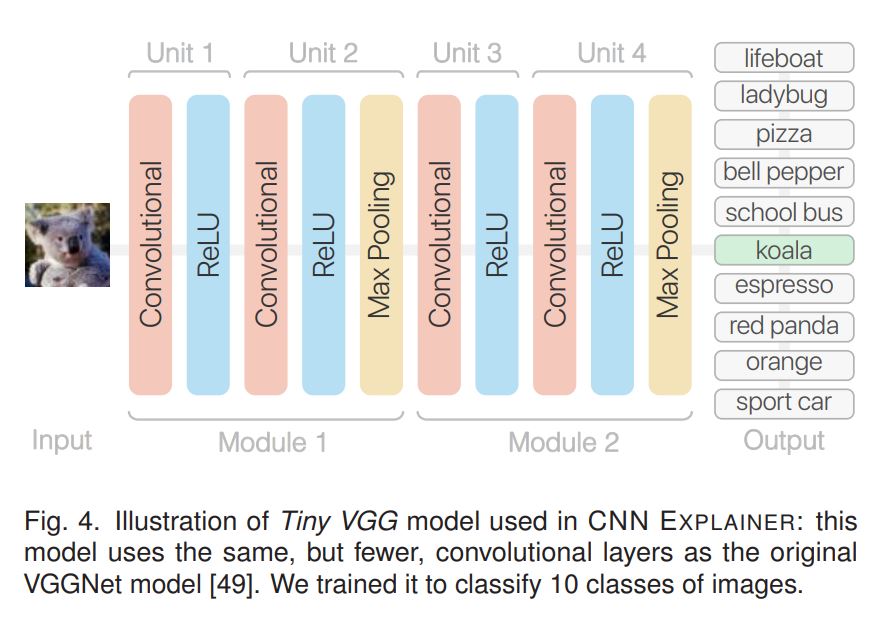 Unit 1 Unit 2 Unit 3 Unit 4
Convolutional
ReLU
Convolutional
ReLU
Max Pooling
Convolutional
ReLU
Convolutional
ReLU
Max Pooling
lifeboat
ladybug
pizza
bell pepper
school bus
koala
espresso
red panda
orange
sport car
Input
Module 1
Module 2
Output
Fig. 4. Illustration of Tiny VGG model used in CNN EXPLAINER: this
model uses the same, but fewer, convolutional layers as the original
VGGNet model [49]. We trained it to classify 10 classes of images.